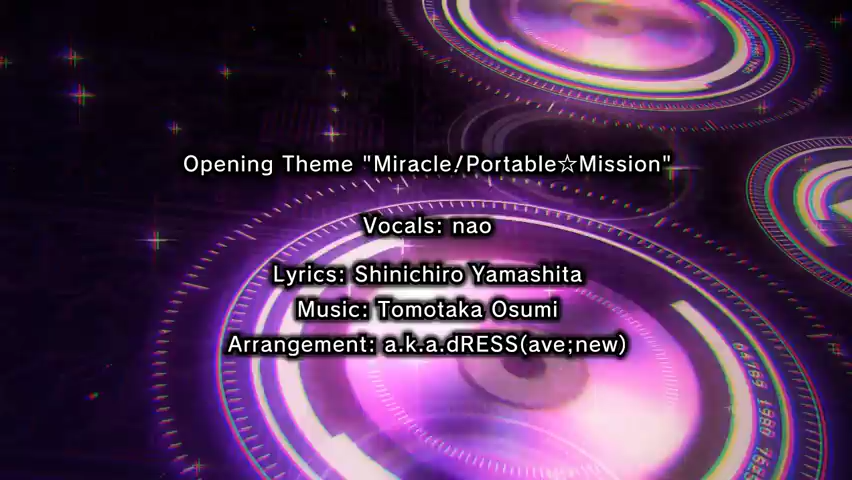 Opening Theme "Miracle!Portable☆Mission"
Vocals: nao
Lyrics: Shinichiro Yamashita
Music: Tomotaka Osumi
Arrangement: a.k.a.dRESS(ave;new)